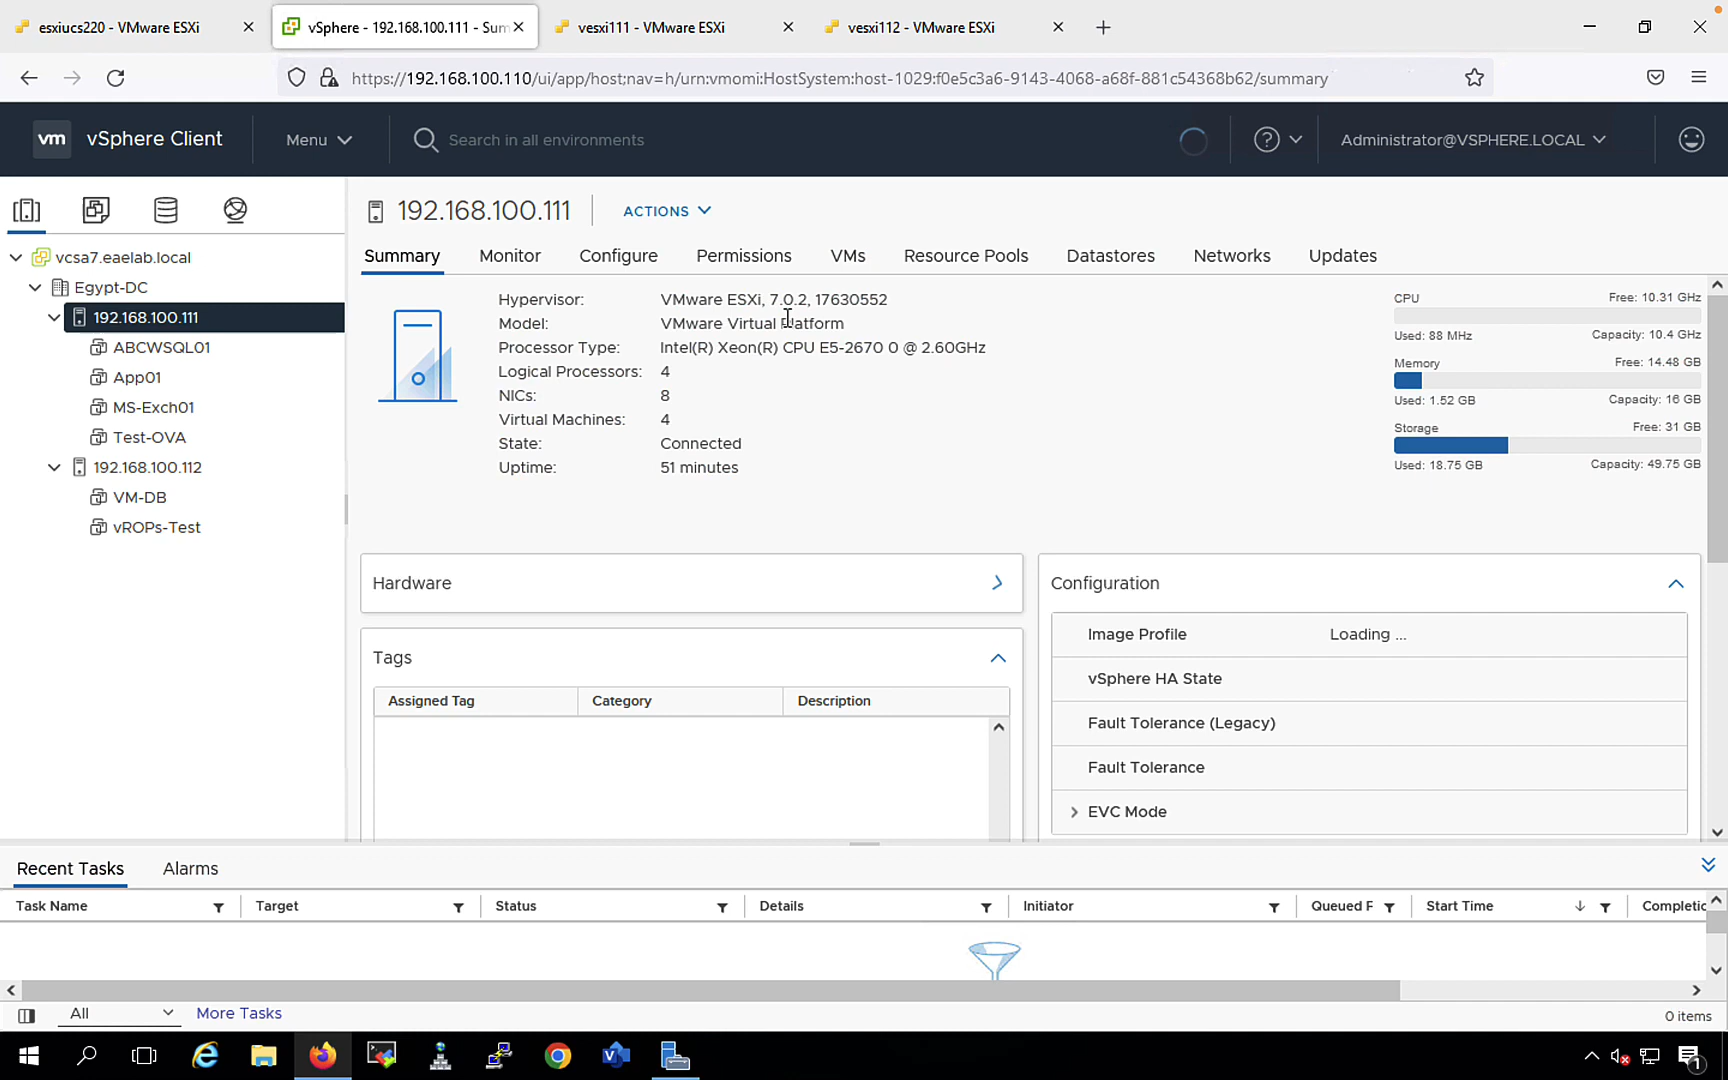 esxiucs220 - VMware ESXi
vSphere - 192.168.100.111 - Sum
vesxi111 - VMware ESXi
vesxi112 - VMware ESXi
https://192.168.100.110/ui/app/host;nav=h/urn:vmomi:HostSystem:host-1029:f0e5c3a6-9143-4068-a68f-881c54368b62/summary
vm vSphere Client
Menu
Search in all environments
Administrator@VSPHERE.LOCAL
192.168.100.111
ACTIONS
Summary Monitor Configure Permissions VMs Resource Pools Datastores Networks Updates
vcsa7.eaelab.local
Egypt-DC
192.168.100.111
ABCWSQL01
App01
MS-Exch01
Test-OVA
192.168.100.112
VM-DB
vROPs-Test
Hypervisor: VMware ESXi, 7.0.2, 17630552
Model: VMware Virtual Platform
Processor Type: Intel(R) Xeon(R) CPU E5-2670 0 @ 2.60GHz
Logical Processors: 4
NICs: 8
Virtual Machines: 4
State: Connected
Uptime: 51 minutes
CPU Free: 10.31 GHz
Used: 88 MHz Capacity: 10.4 GHz
Memory Free: 14.48 GB
Used: 1.52 GB Capacity: 16 GB
Storage Free: 31 GB
Used: 18.75 GB Capacity: 49.75 GB
Hardware
Tags
Assigned Tag Category Description
Configuration
Image Profile Loading ...
vSphere HA State
Fault Tolerance (Legacy)
Fault Tolerance
EVC Mode
Recent Tasks Alarms
Task Name Target Status Details Initiator Queued F Start Time Completic
All More Tasks
0 items
1